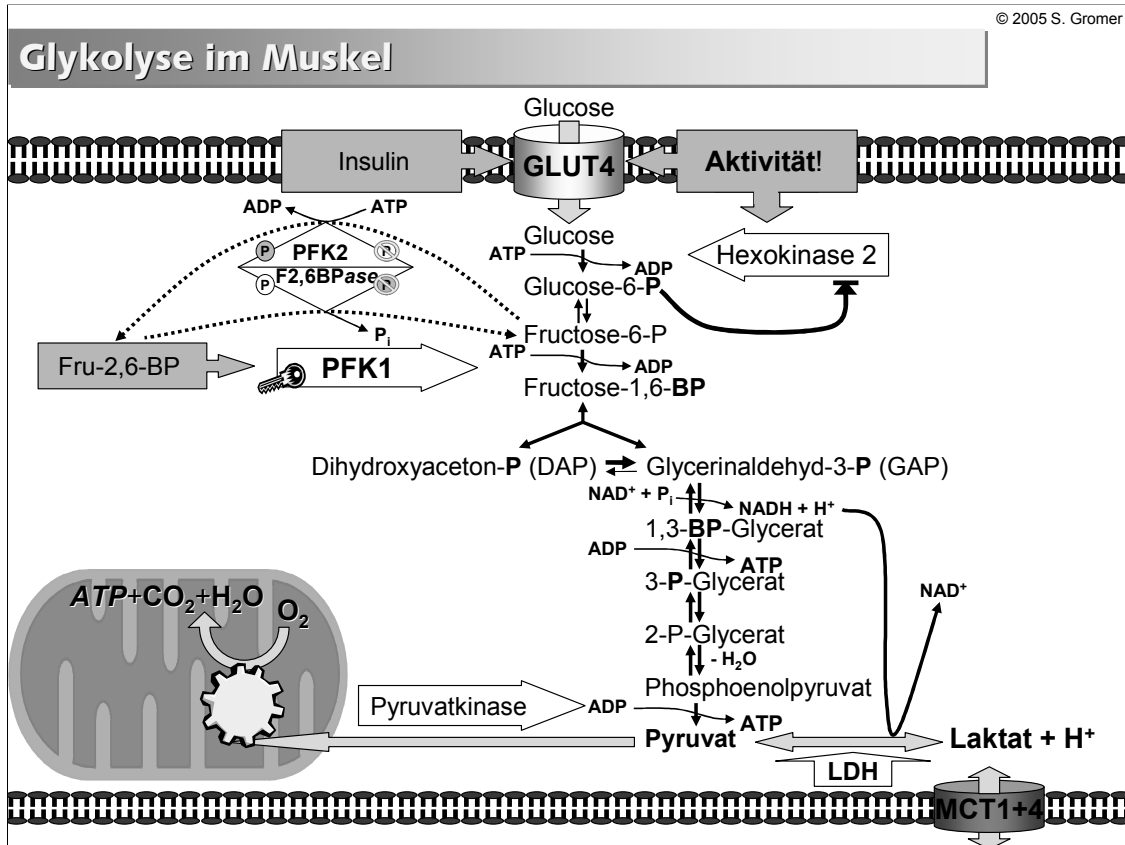 © 2005 S. Gromer
Glykolyse im Muskel
Glucose
Insulin
GLUT4
Aktivität!
ADP
ATP
P
PFK2
P
P
F2,6BPase
P
P i
Glucose
Hexokinase 2
ATP
ADP
Glucose-6-P
Fructose-6-P
Fru-2,6-BP
PFK1
ATP
ADP
Fructose-1,6-BP
Dihydroxyaceton-P (DAP)
Glycerinaldehyd-3-P (GAP)
NAD⁺ + Pi
NADH + H⁺
1,3-BP-Glycerat
ADP
ATP
3-P-Glycerat
NAD⁺
ATP+CO₂+H₂O
O₂
2-P-Glycerat
- H₂O
Phosphoenolpyruvat
Pyruvatkinase
ADP
ATP
Pyruvat
Laktat + H⁺
LDH
MCT1+4